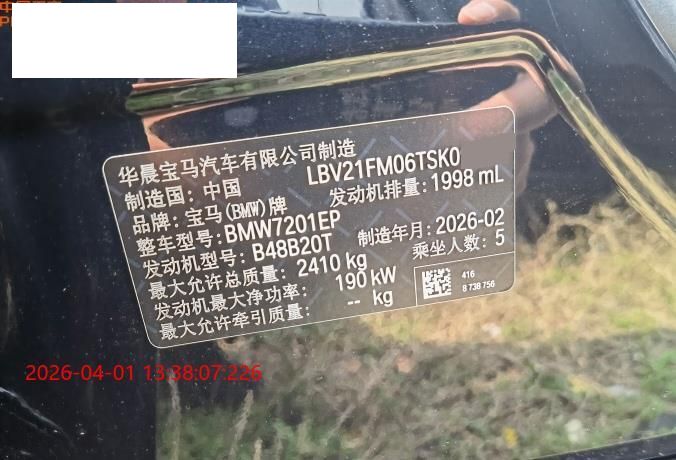 华晨宝马汽车有限公司制造
制造国：中国 LBV21FM06TSK0
品牌：宝马(BMW)牌 发动机排量：1998 mL
整车型号：BMW7201EP
发动机型号：B48B20T 制造年月：2026-02
最大允许总质量：2410 kg 乘坐人数：5
发动机最大净功率：190 kW
最大允许牵引质量：-- kg
416
8 738 756
2026-04-01 13:38:07.226